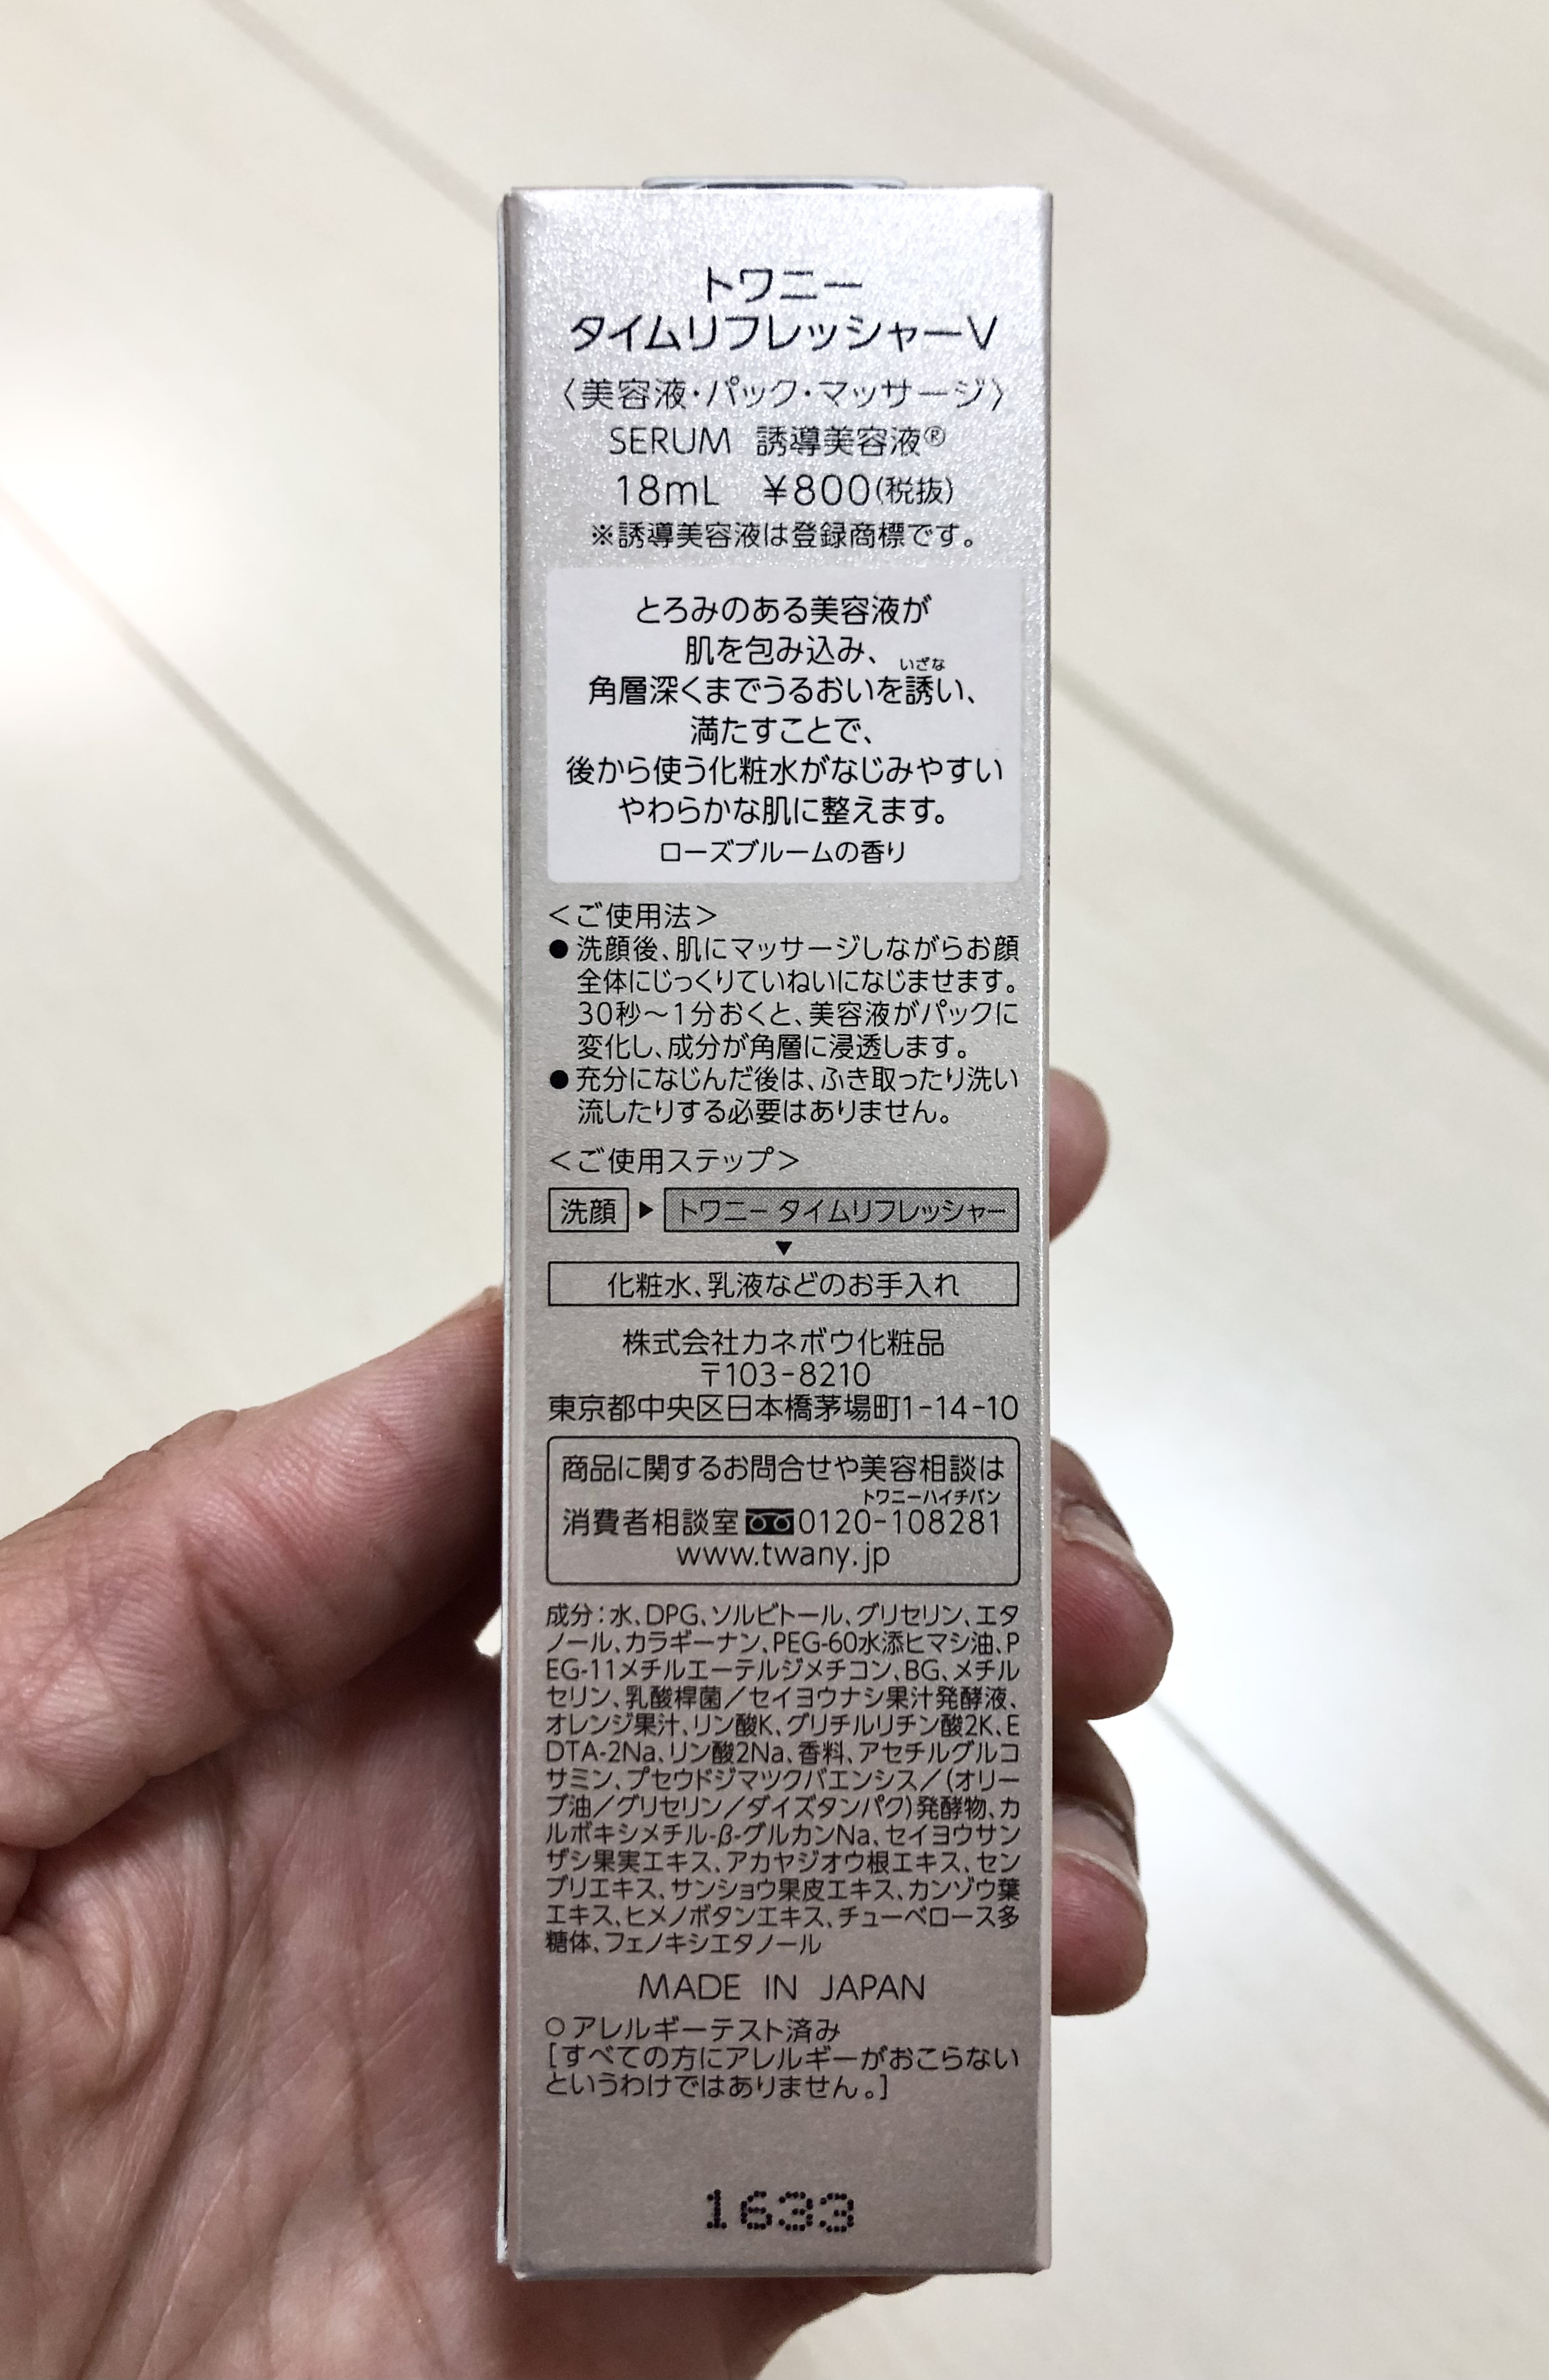 トワニー
タイムリフレッシャーV
〈美容液・パック・マッサージ〉
SERUM 誘導美容液®
18mL ¥800(税抜)
※誘導美容液は登録商標です。
とろみのある美容液が
肌を包み込み、
いざな
角層深くまでうるおいを誘い、
満たすことで、
後から使う化粧水がなじみやすい
やわらかな肌に整えます。
ローズブルームの香り
＜ご使用法＞
●洗顔後、肌にマッサージしながらお顔
全体にじっくりていねいになじませます。
30秒〜1分おくと、美容液がパックに
変化し、成分が角層に浸透します。
●充分になじんだ後は、ふき取ったり洗い
流したりする必要はありません。
＜ご使用ステップ＞
洗顔 ▶ トワニー タイムリフレッシャー
▼
化粧水、乳液などのお手入れ
株式会社カネボウ化粧品
〒103-8210
東京都中央区日本橋茅場町1-14-10
商品に関するお問合せや美容相談は
トワニーハイチバン
消費者相談室 0120-108281
www.twany.jp
成分：水、DPG、ソルビトール、グリセリン、エタ
ノール、カラギーナン、PEG-60水添ヒマシ油、P
EG-11メチルエーテルジメチコン、BG、メチル
セリン、乳酸桿菌／セイヨウナシ果汁発酵液、
オレンジ果汁、リン酸K、グリチルリチン酸2K、E
DTA-2Na、リン酸2Na、香料、アセチルグルコ
サミン、プセウドジマツクバエンシス／(オリー
ブ油／グリセリン／ダイズタンパク)発酵物、カ
ルボキシメチル-β-グルカンNa、セイヨウサン
ザシ果実エキス、アカヤジオウ根エキス、セン
ブリエキス、サンショウ果皮エキス、カンゾウ葉
エキス、ヒメノボタンエキス、チューベロース多
糖体、フェノキシエタノール
MADE IN JAPAN
○アレルギーテスト済み
[すべての方にアレルギーがおこらない
というわけではありません。]
1633